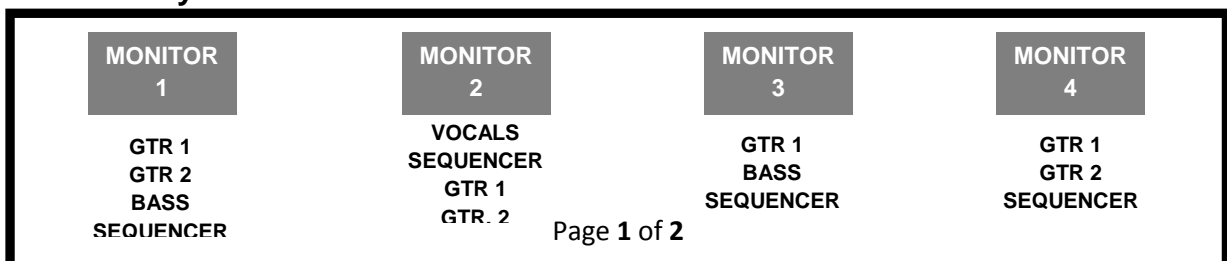 MONITOR
1
GTR 1
GTR 2
BASS
SEQUENCER
MONITOR
2
VOCALS
SEQUENCER
GTR 1
GTR. 2
MONITOR
3
GTR 1
BASS
SEQUENCER
MONITOR
4
GTR 1
GTR 2
SEQUENCER
Page 1 of 2